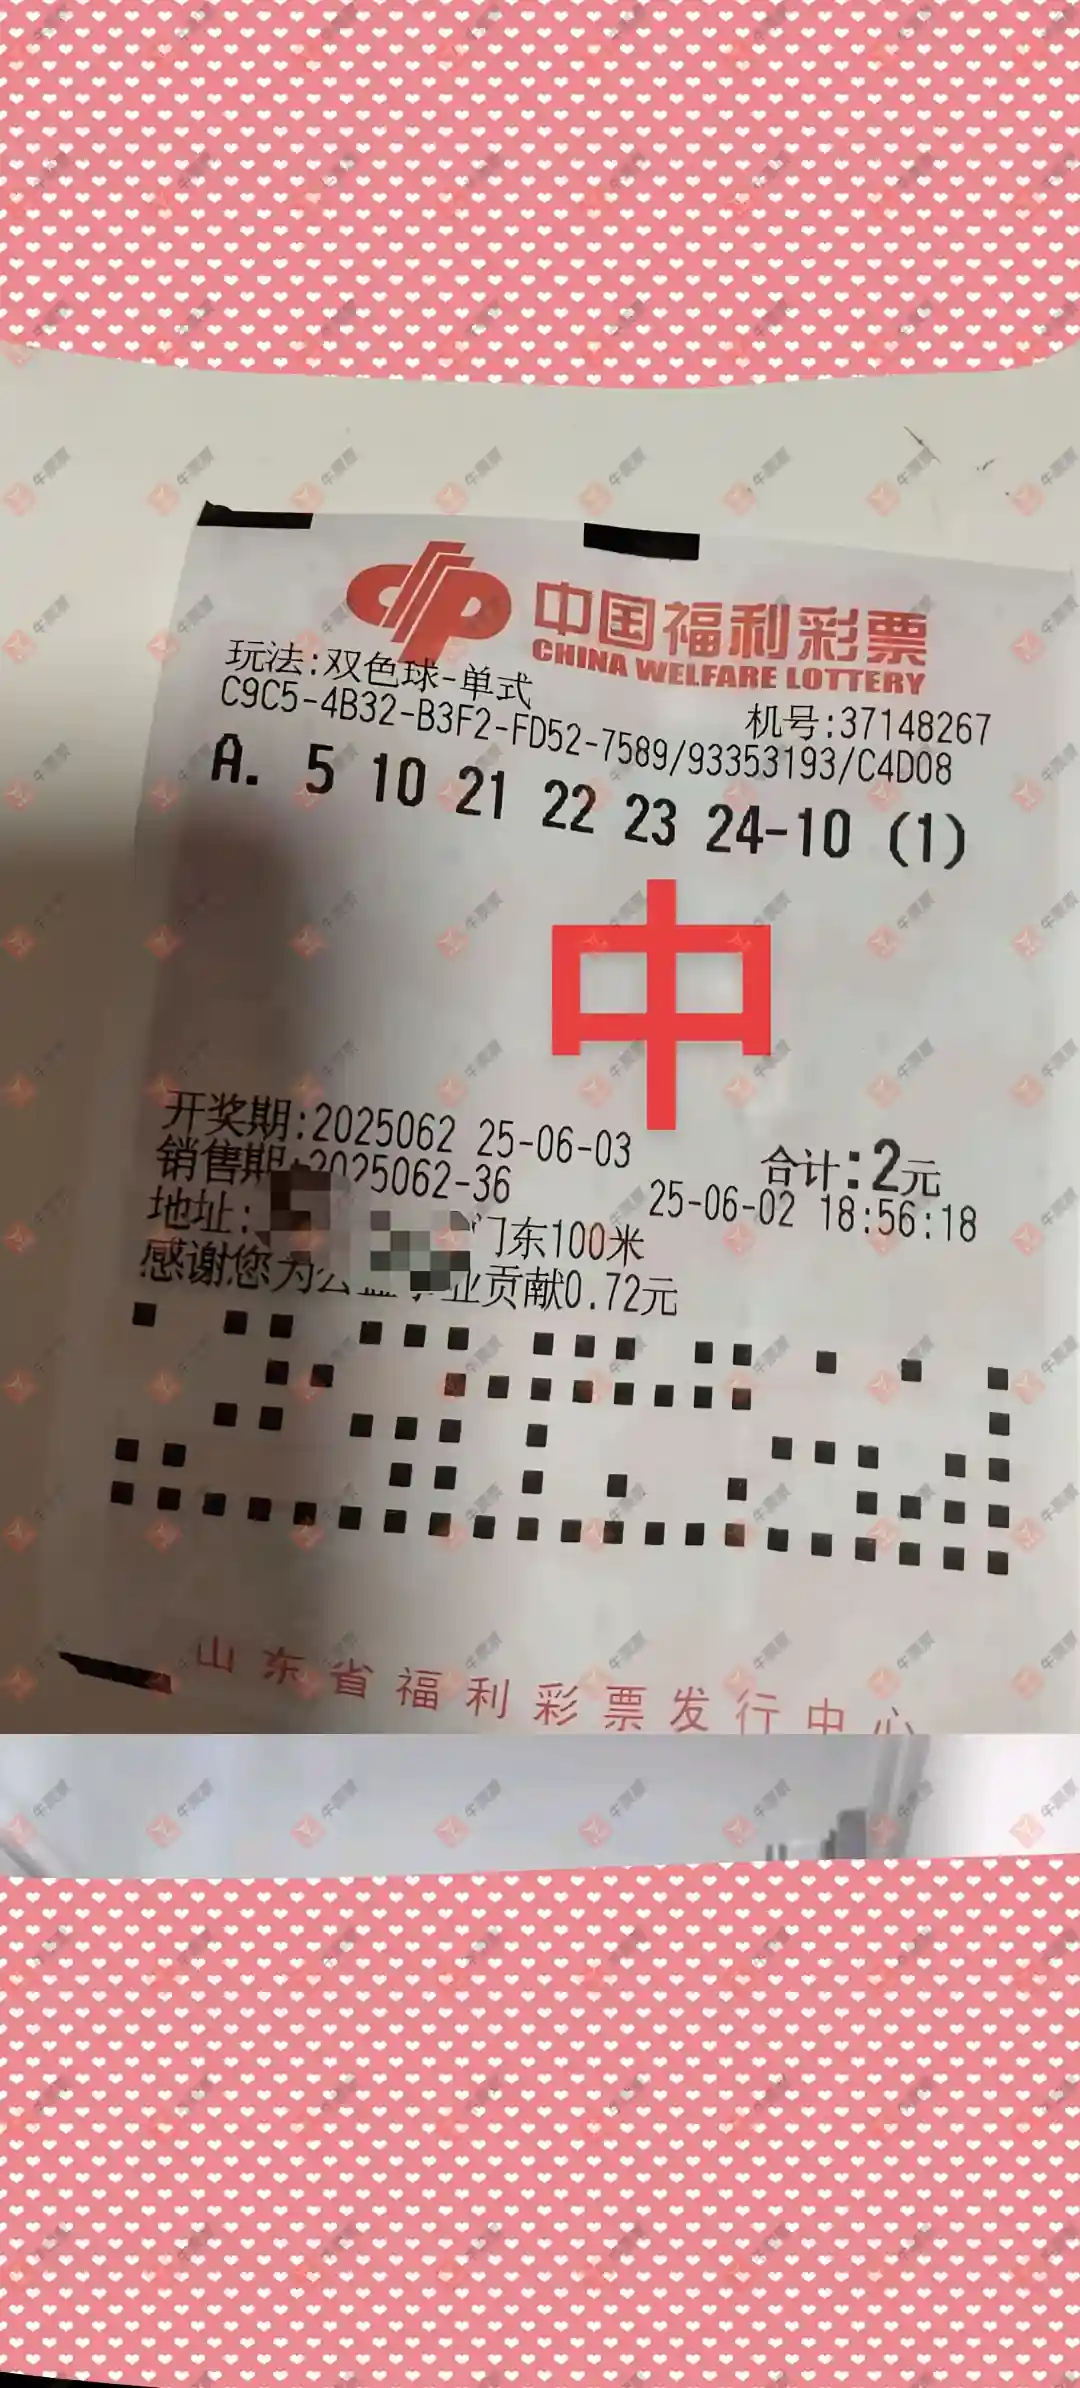 中国福利彩票
CHINA WELFARE LOTTERY
玩法:双色球-单式
机号:37148267
C9C5-4B32-B3F2-FD52-7589/93353193/C4D08
A. 5 10 21 22 23 24-10 (1)
中
开奖期:2025062 25-06-03
合计:2元
销售期:2025062-36
25-06-02 18:56:18
地址: 门东100米
感谢您为公益事业贡献0.72元
山东省福利彩票发行中心